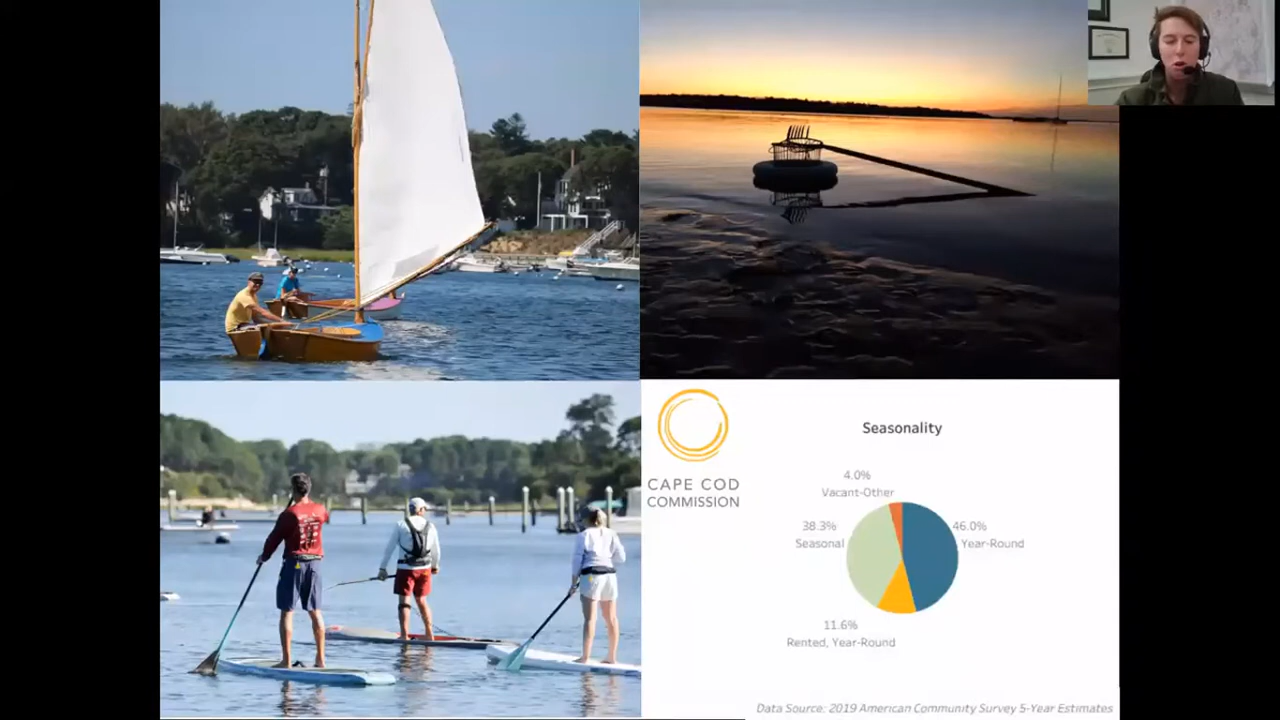 CAPE COD
COMMISSION
Seasonality
4.0%
Vacant-Other
38.3%
Seasonal
46.0%
, Year-Round
11.6%
Rented, Year-Round
Data Source: 2019 American Community Survey 5-Year Estimates